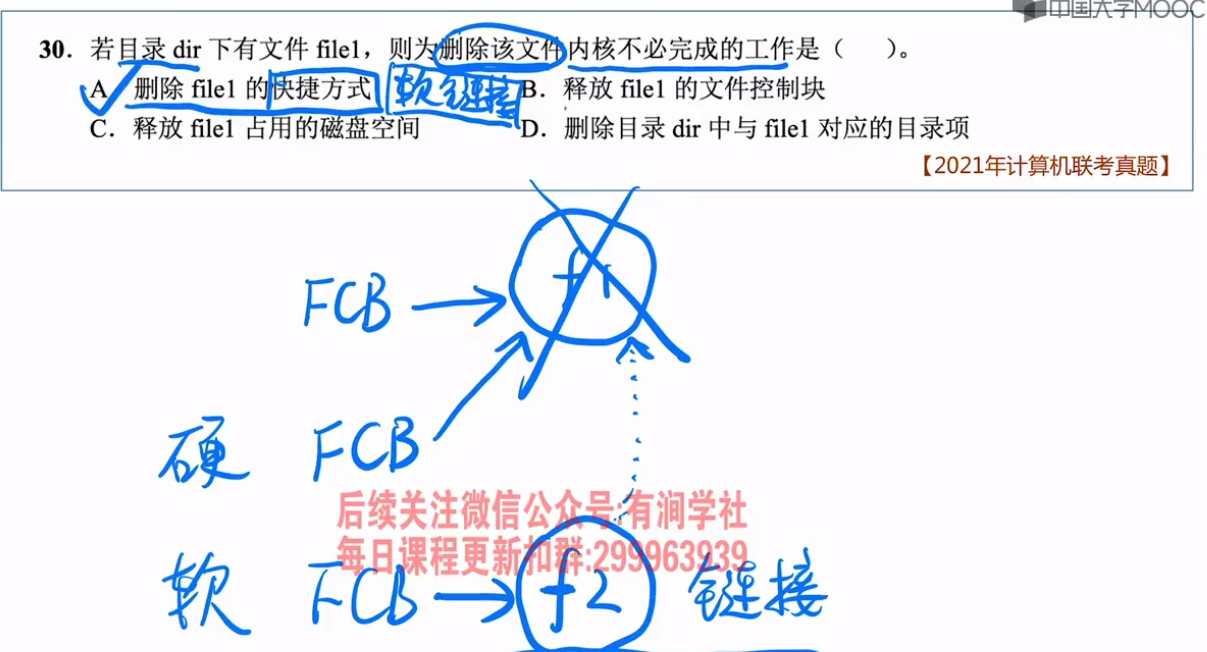 中国大学MOOC
30. 若目录 dir 下有文件 file1，则为删除该文件内核不必完成的工作是（ ）。
A. 删除 file1 的快捷方式 软链接 B. 释放 file1 的文件控制块
C. 释放 file1 占用的磁盘空间 D. 删除目录 dir 中与 file1 对应的目录项
【2021年计算机联考真题】
f1
FCB
硬 FCB
后续关注微信公众号:有涧学社
每日课程更新扣群:299963939
软 FCB f2 链接